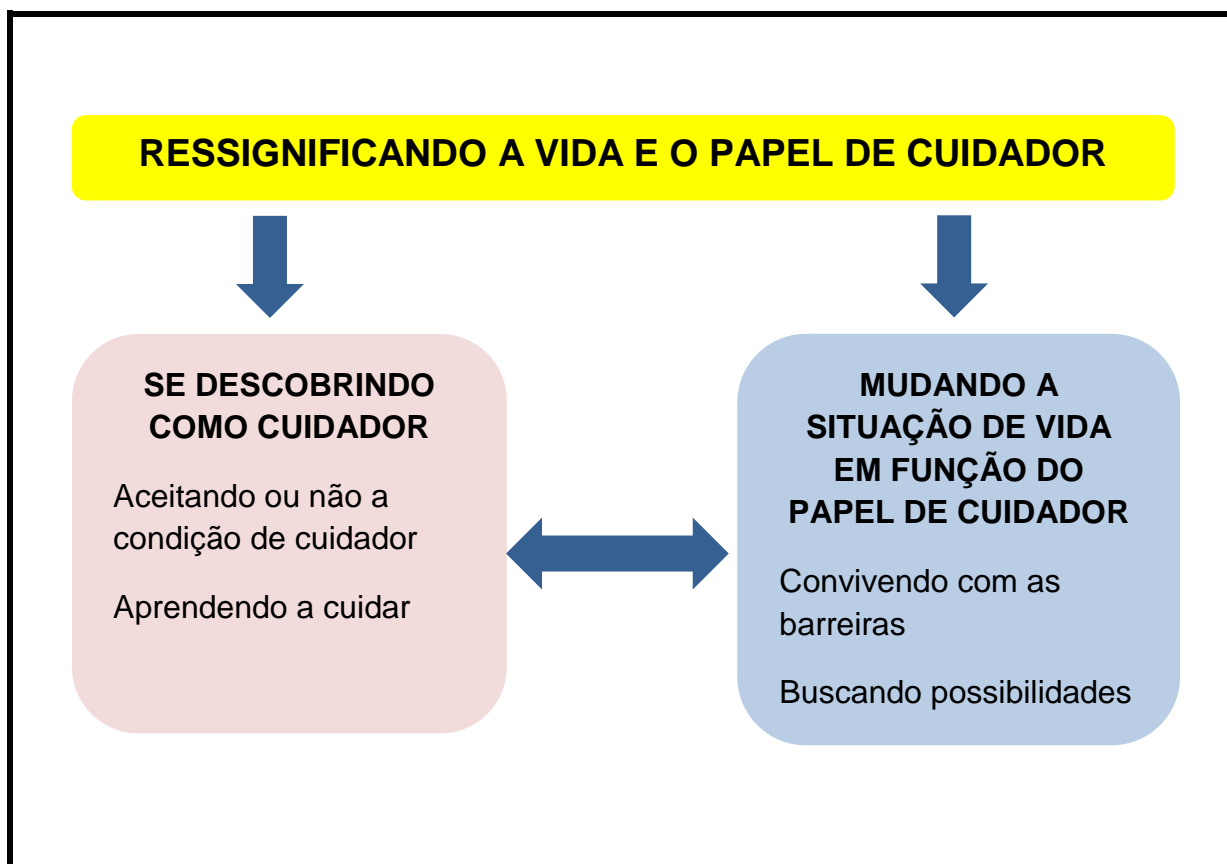 RESSIGNIFICANDO A VIDA E O PAPEL DE CUIDADOR
SE DESCOBRINDO
COMO CUIDADOR
Aceitando ou não a
condição de cuidador
Aprendendo a cuidar
MUDANDO A
SITUAÇÃO DE VIDA
EM FUNÇÃO DO
PAPEL DE CUIDADOR
Convivendo com as
barreiras
Buscando possibilidades